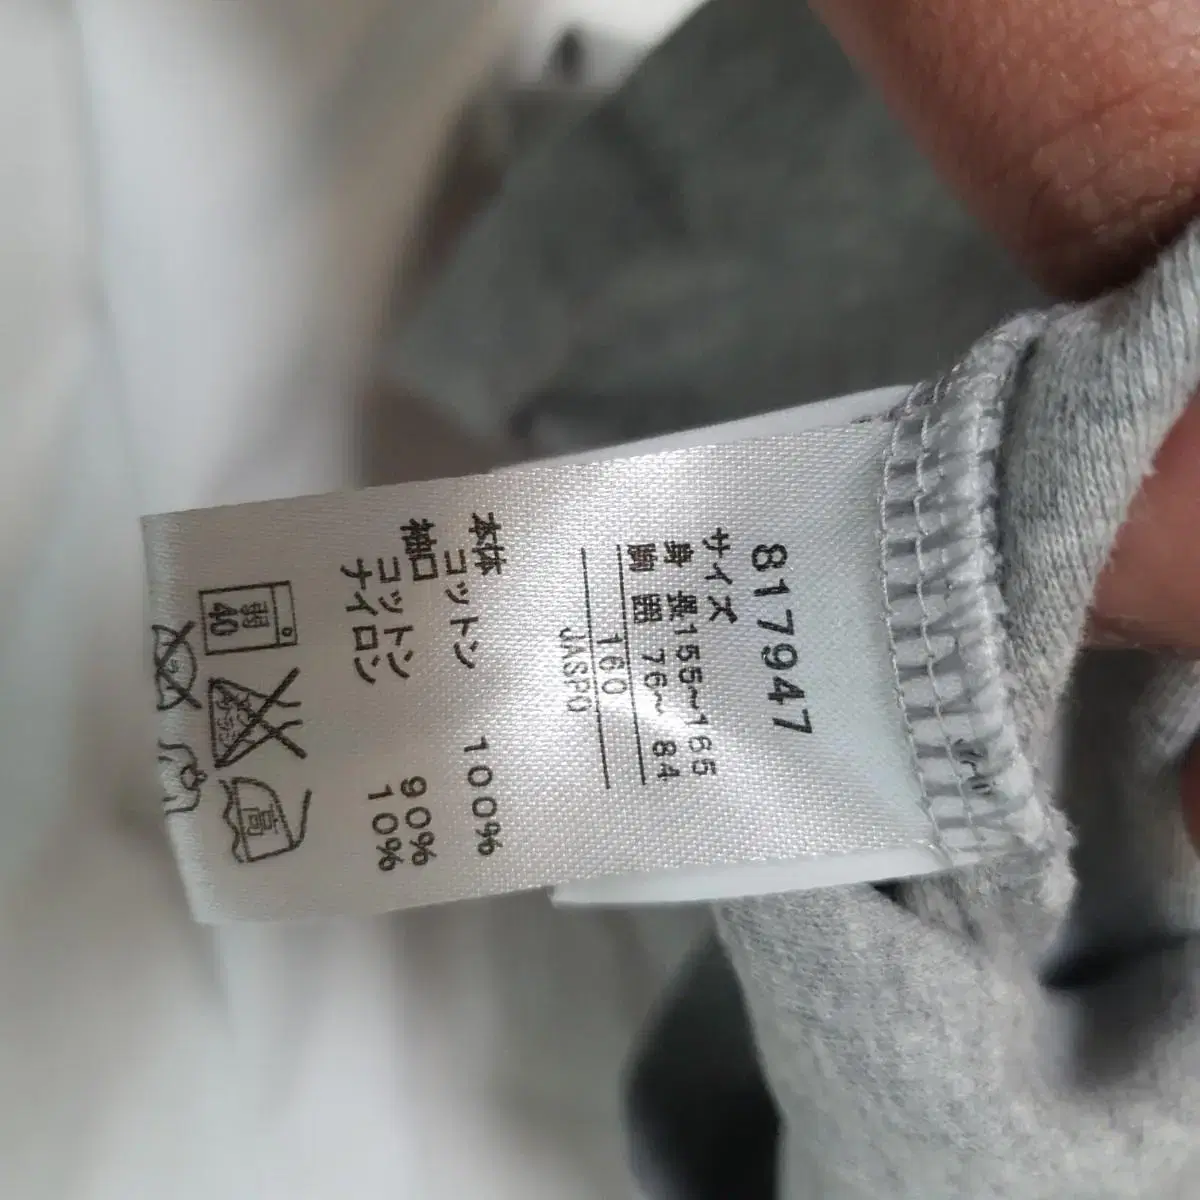 817947
サイズ
身長155~165
胸囲 76~ 84
160
JASPO
本体
コットン 100%
袖口
コットン 90%
ナイロン 10%
弱
40
高